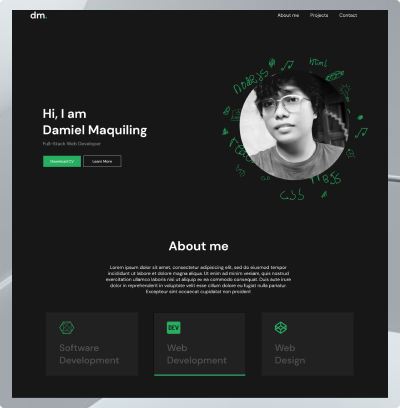 dm.
About me Projects Contact
nodejs
html
Hi, I am
Damiel Maquiling
Full-Stack Web Developer
Download CV Learn More
CSS
About me
Lorem ipsum dolor sit amet, consectetur adipisicing elit, sed do eiusmod tempor
incididunt ut labore et dolore magna aliqua. Ut enim ad minim veniam, quis nostrud
exercitation ullamco laboris nisi ut aliquip ex ea commodo consequat. Duis aute irure
dolor in reprehenderit in voluptate velit esse cillum dolore eu fugiat nulla pariatur.
Excepteur sint occaecat cupidatat non proident
DEV
Software
Development
Web
Development
Web
Design